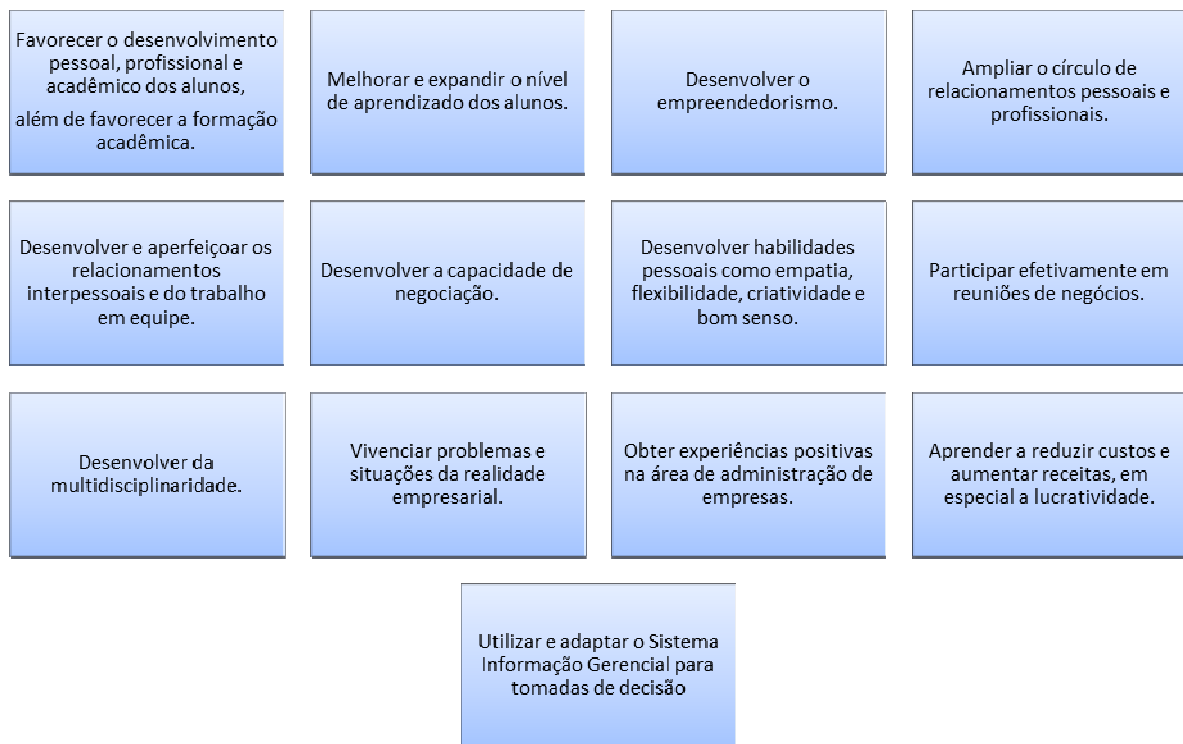 Favorecer o desenvolvimento
pessoal, profissional e
acadêmico dos alunos,
além de favorecer a formação
acadêmica.
Melhorar e expandir o nível
de aprendizado dos alunos.
Desenvolver o
empreendedorismo.
Ampliar o círculo de
relacionamentos pessoais e
profissionais.
Desenvolver e aperfeiçoar os
relacionamentos
interpessoais e do trabalho
em equipe.
Desenvolver a capacidade de
negociação.
Desenvolver habilidades
pessoais como empatia,
flexibilidade, criatividade e
bom senso.
Participar efetivamente em
reuniões de negócios.
Desenvolver da
multidisciplinaridade.
Vivenciar problemas e
situações da realidade
empresarial.
Obter experiências positivas
na área de administração de
empresas.
Aprender a reduzir custos e
aumentar receitas, em
especial a lucratividade.
Utilizar e adaptar o Sistema
Informação Gerencial para
tomadas de decisão